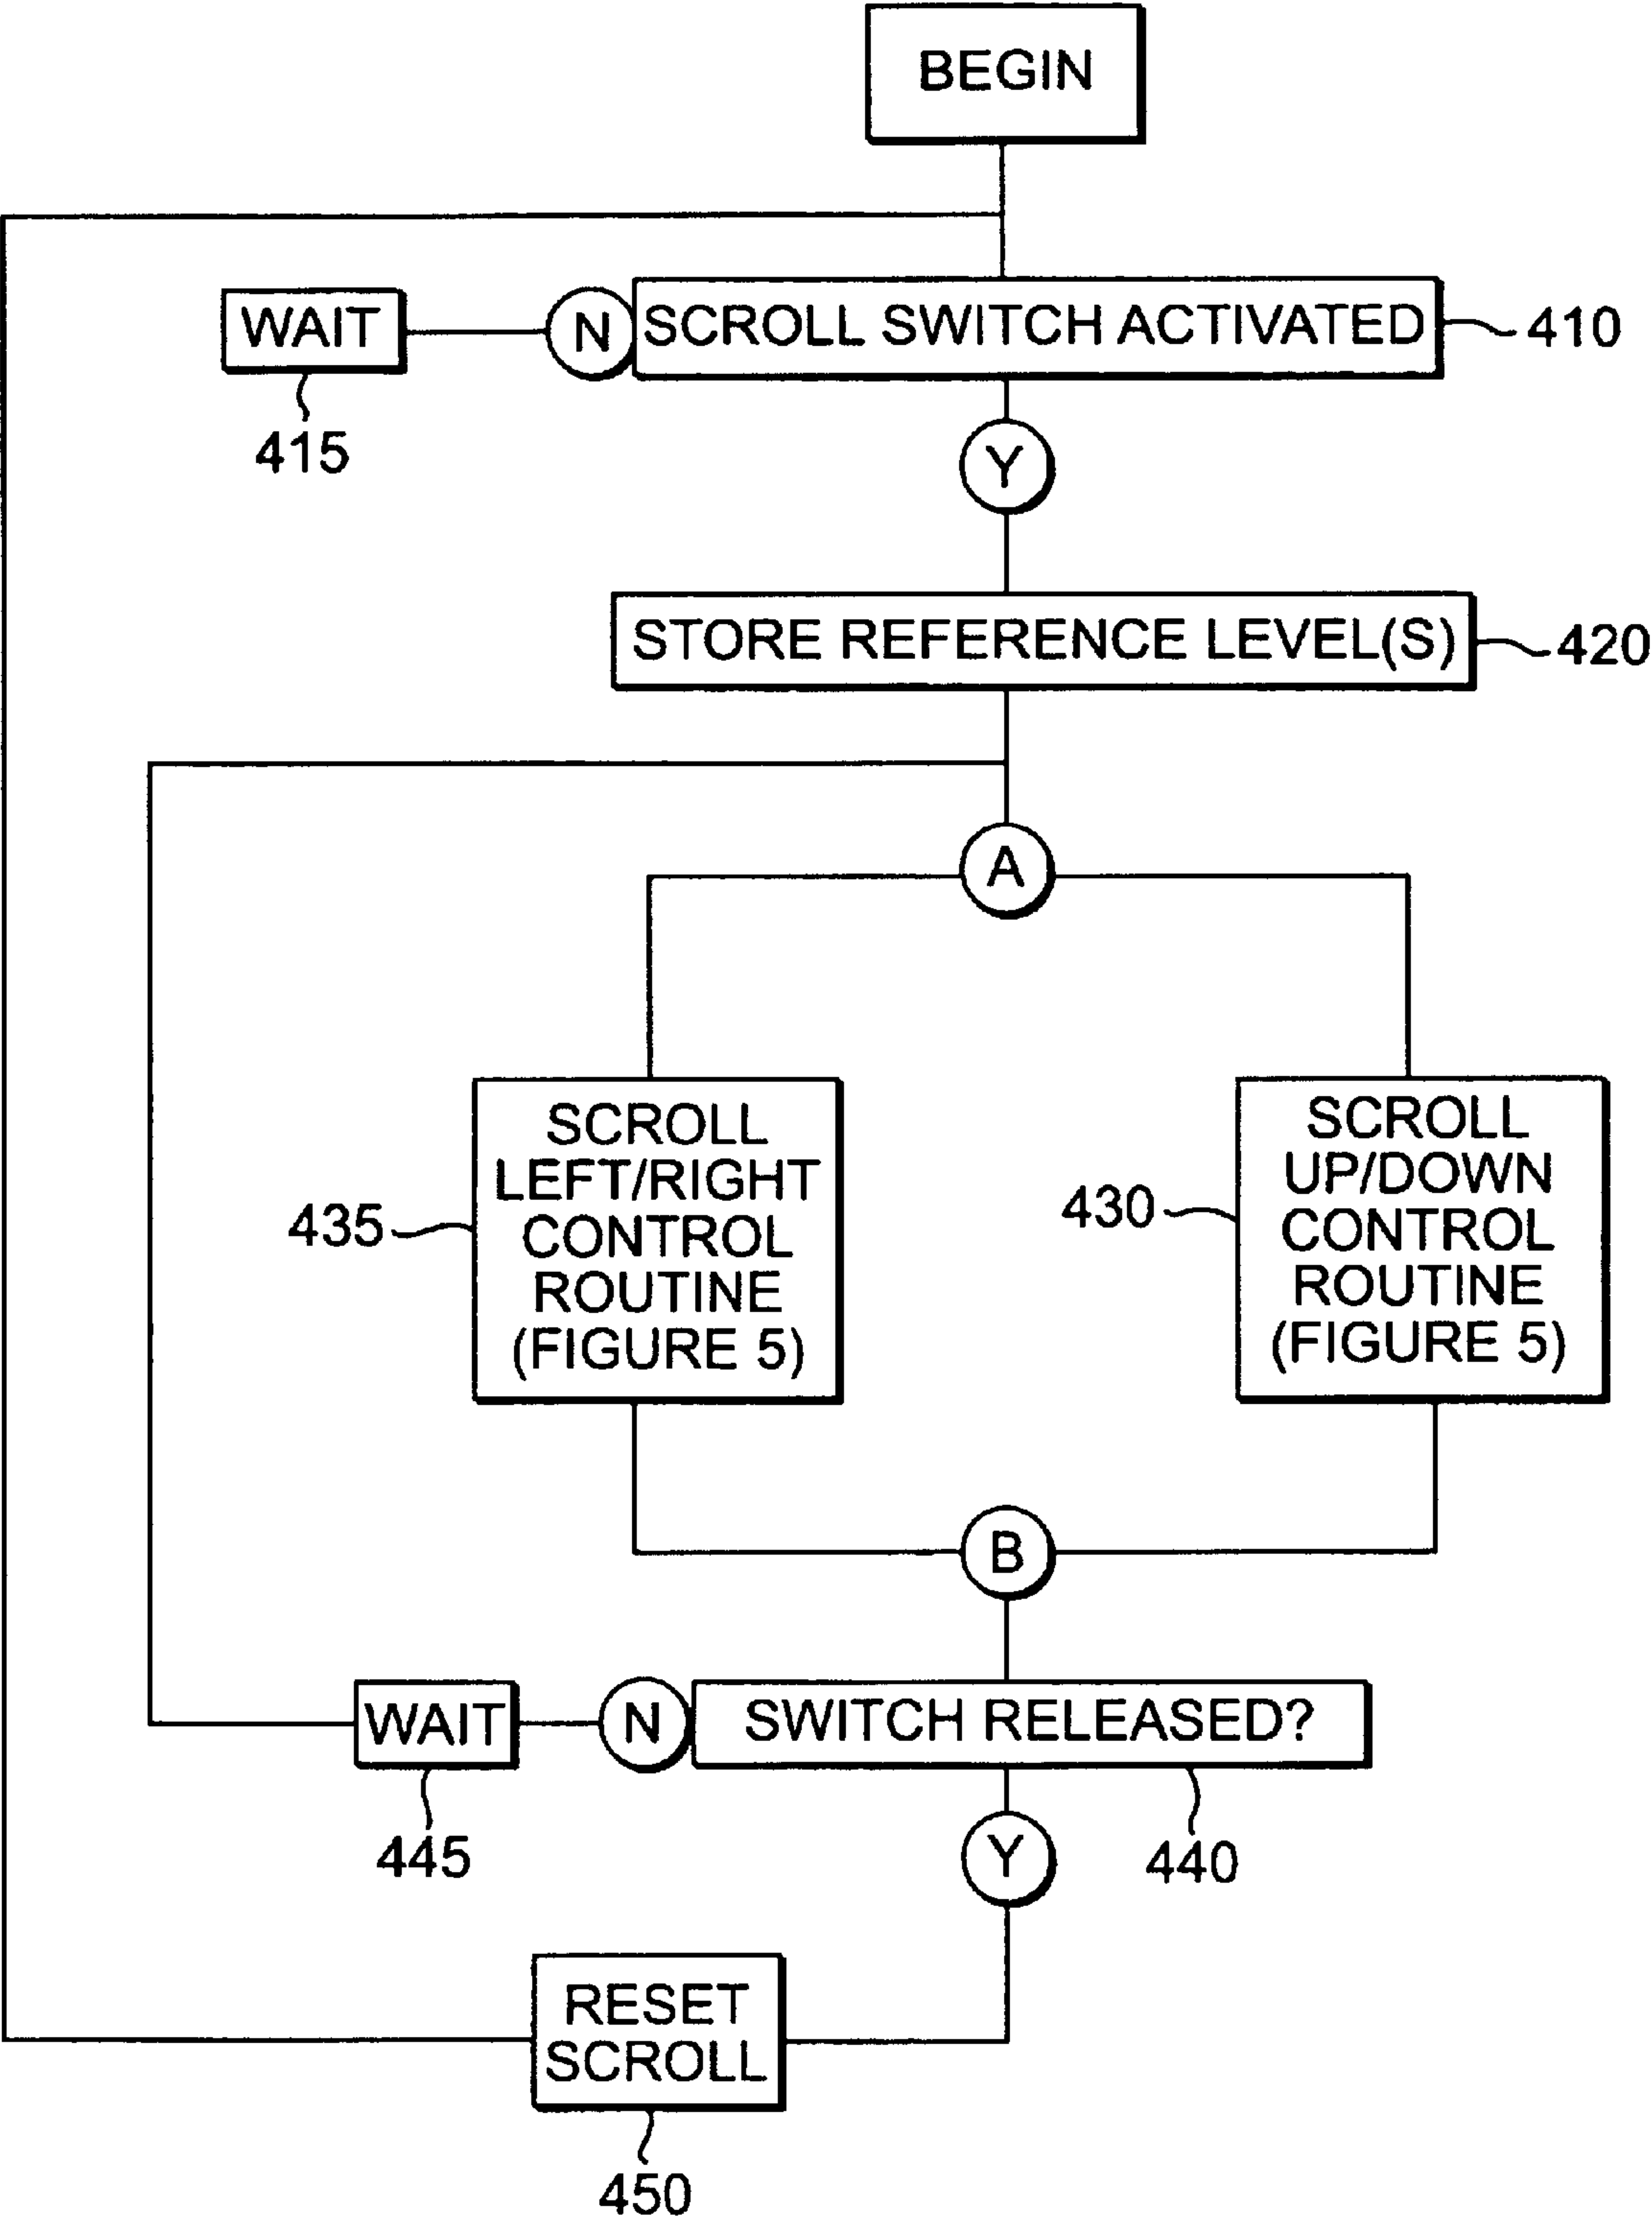 BEGIN
WAIT
N
SCROLL SWITCH ACTIVATED
410
415
Y
STORE REFERENCE LEVEL(S)
420
A
SCROLL
LEFT/RIGHT
CONTROL
ROUTINE
(FIGURE 5)
435
SCROLL
UP/DOWN
CONTROL
ROUTINE
(FIGURE 5)
430
B
WAIT
N
SWITCH RELEASED?
445
Y
440
RESET
SCROLL
450